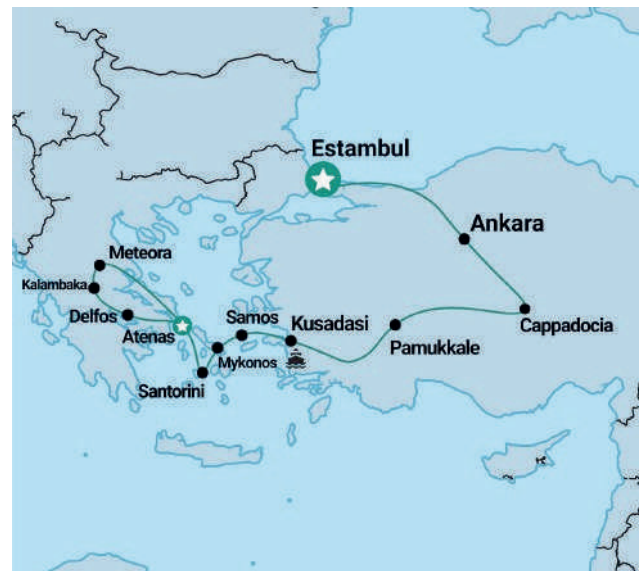 Estambul
Ankara
Meteora
Kalambaka
Delfos
Atenas
Samos
Kusadasi
Cappadocia
Pamukkale
Mykonos
Santorini